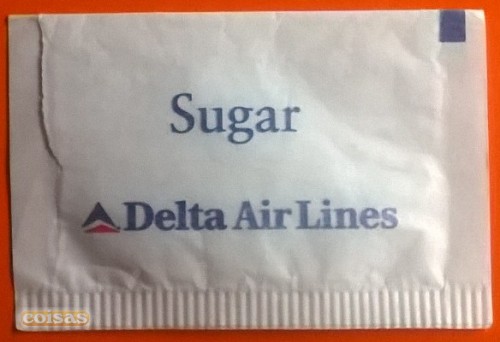 Sugar
Delta Air Lines
coisas